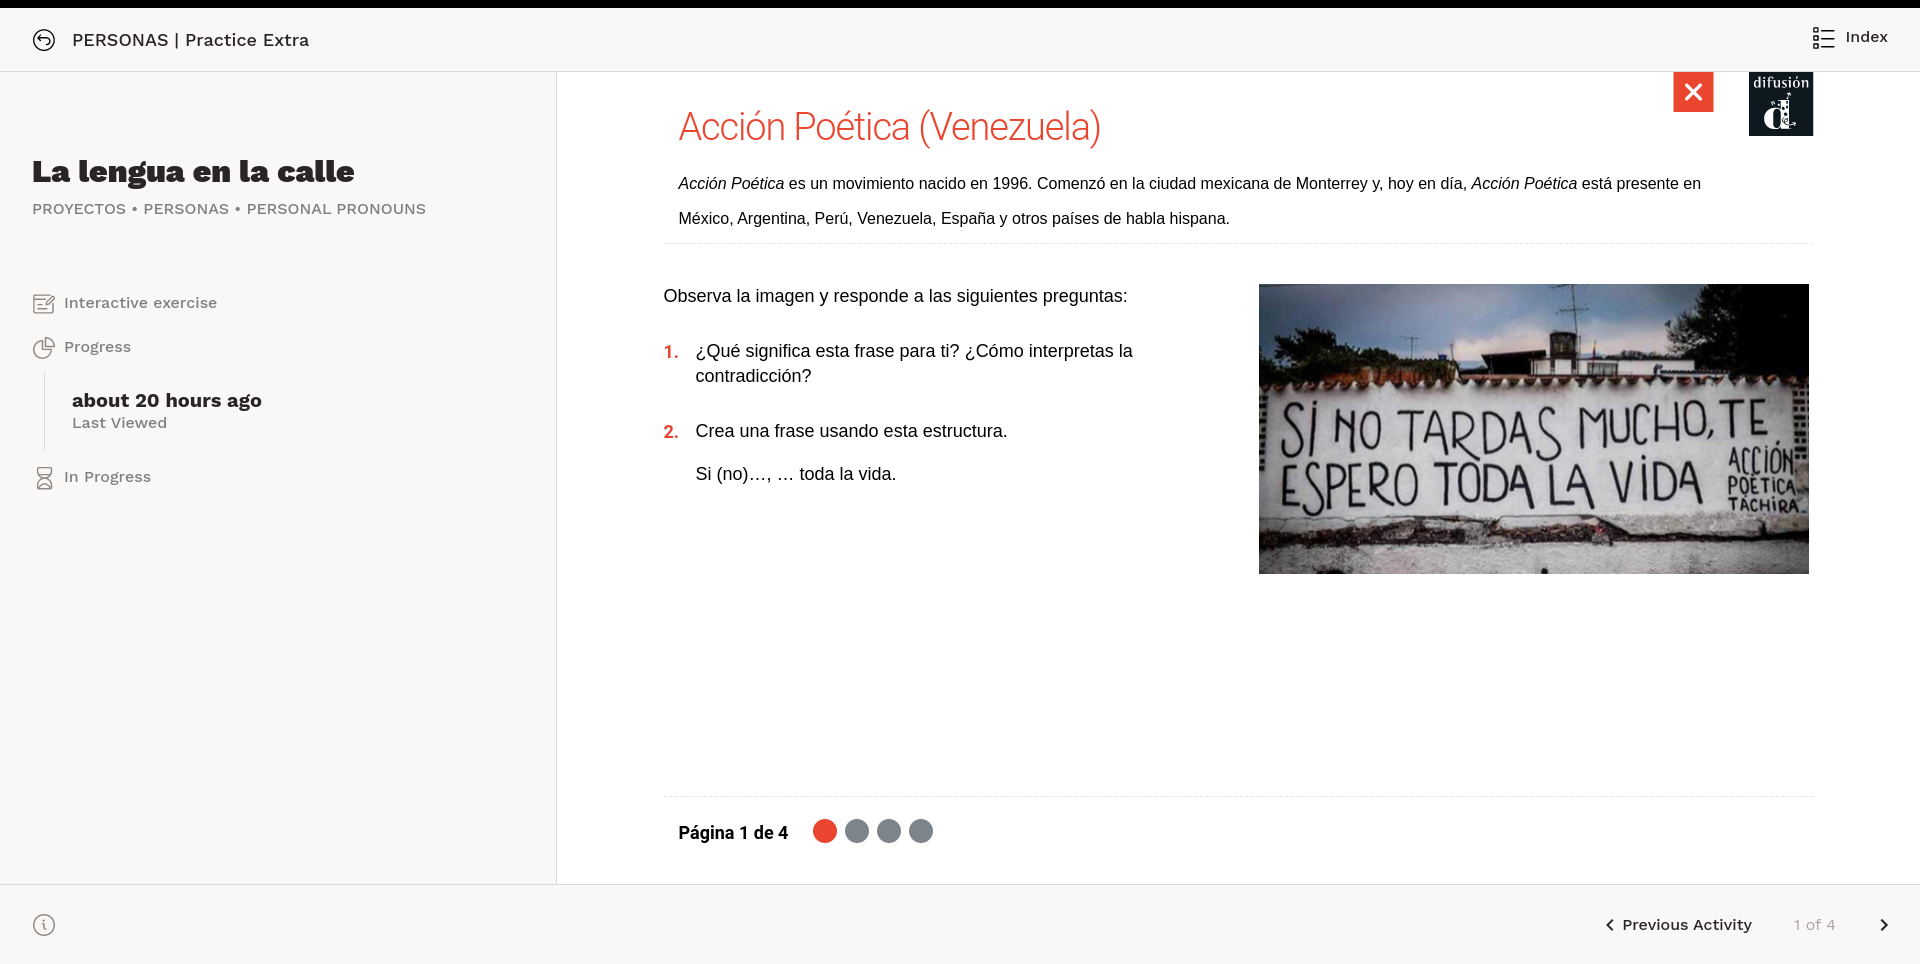 PERSONAS | Practice Extra
Index
La lengua en la calle
PROYECTOS • PERSONAS • PERSONAL PRONOUNS
Interactive exercise
Progress
about 20 hours ago
Last Viewed
In Progress
difusión
d
Acción Poética (Venezuela)
Acción Poética es un movimiento nacido en 1996. Comenzó en la ciudad mexicana de Monterrey y, hoy en día, Acción Poética está presente en
México, Argentina, Perú, Venezuela, España y otros países de habla hispana.
Observa la imagen y responde a las siguientes preguntas:
1. ¿Qué significa esta frase para ti? ¿Cómo interpretas la
contradicción?
2. Crea una frase usando esta estructura.
Si (no)…, … toda la vida.
Si NO TARDAS MUCHO, TE
ESPERO TODA LA ViDA
ACCIÓN
POÉTICA
TÁCHIRA
Página 1 de 4
Previous Activity
1 of 4